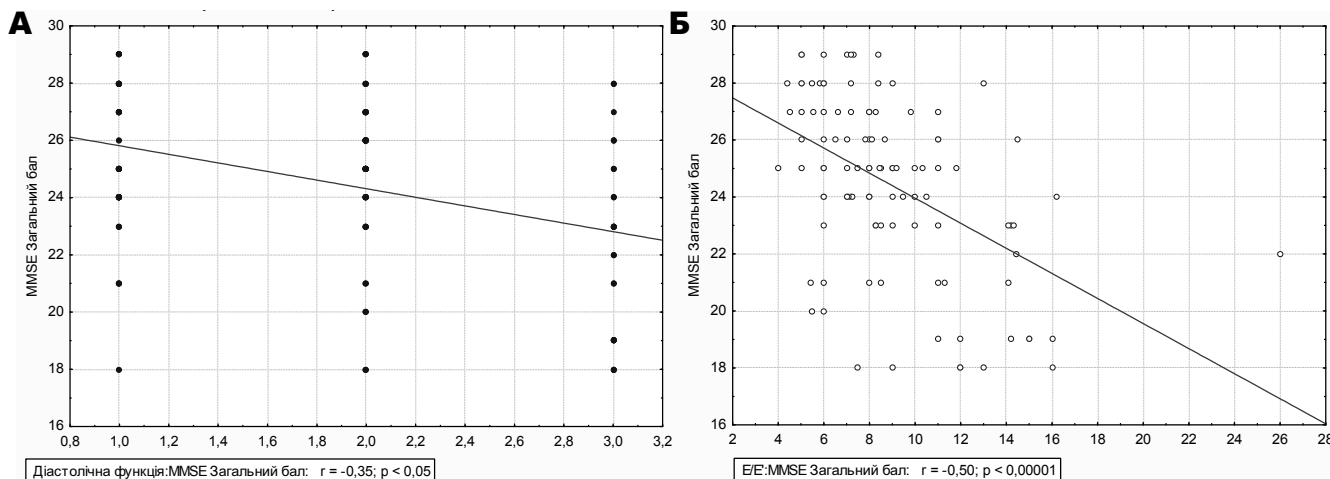 А
MMSE Загальний бал
30
28
26
24
22
20
18
16
0,8 1,0 1,2 1,4 1,6 1,8 2,0 2,2 2,4 2,6 2,8 3,0 3,2
Діастолічна функція:MMSE Загальний бал: r = -0,35; p < 0,05
Б
MMSE Загальний бал
30
28
26
24
22
20
18
16
2 4 6 8 10 12 14 16 18 20 22 24 26 28
E/E':MMSE Загальний бал: r = -0,50; p < 0,00001